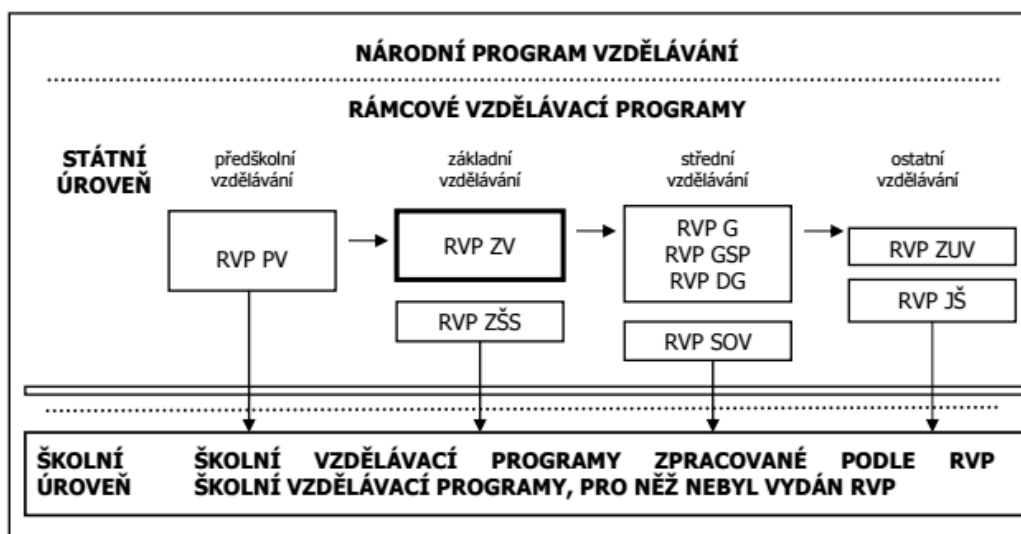 NÁRODNÍ PROGRAM VZDĚLÁVÁNÍ
RÁMCOVÉ VZDĚLÁVACÍ PROGRAMY
STÁTNÍ
ÚROVEŇ
předškolní
vzdělávání
základní
vzdělávání
střední
vzdělávání
ostatní
vzdělávání
RVP PV
RVP ZV
RVP G
RVP GSP
RVP DG
RVP ZUV
RVP ZŠS
RVP SOV
RVP JŠ
ŠKOLNÍ ŠKOLNÍ VZDĚLÁVACÍ PROGRAMY ZPRACOVANÉ PODLE RVP
ÚROVEŇ ŠKOLNÍ VZDĚLÁVACÍ PROGRAMY, PRO NĚŽ NEBYL VYDÁN RVP